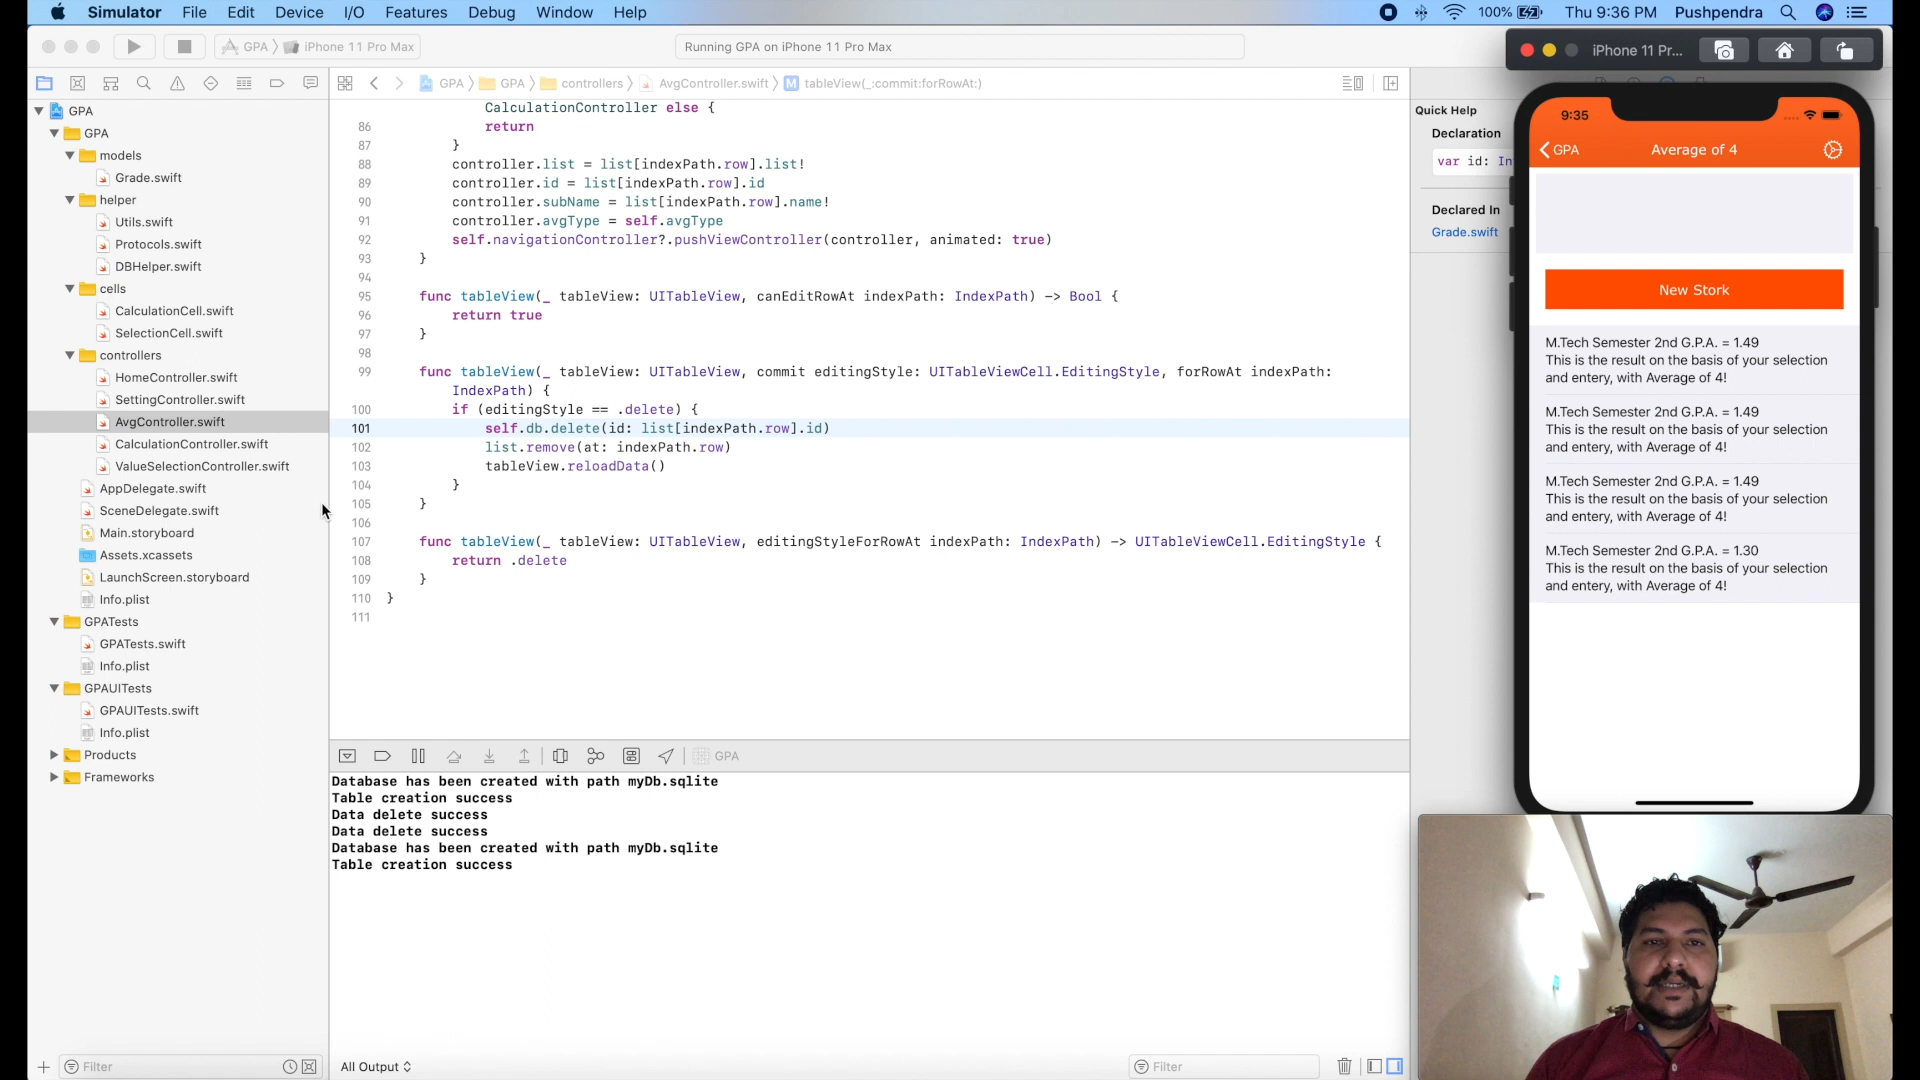 Simulator File Edit Device I/O Features Debug Window Help
100% Thu 9:36 PM Pushpendra
GPA iPhone 11 Pro Max
Running GPA on iPhone 11 Pro Max
iPhone 11 Pr...
GPA GPA controllers AvgController.swift M tableView(_:commit:forRowAt:)
GPA
GPA
models
Grade.swift
helper
Utils.swift
Protocols.swift
DBHelper.swift
cells
CalculationCell.swift
SelectionCell.swift
controllers
HomeController.swift
SettingController.swift
AvgController.swift
CalculationController.swift
ValueSelectionController.swift
AppDelegate.swift
SceneDelegate.swift
Main.storyboard
Assets.xcassets
LaunchScreen.storyboard
Info.plist
GPATests
GPATests.swift
Info.plist
GPAUITests
GPAUITests.swift
Info.plist
Products
Frameworks
Filter
CalculationController else {
86 return
87 }
88 controller.list = list[indexPath.row].list!
89 controller.id = list[indexPath.row].id
90 controller.subName = list[indexPath.row].name!
91 controller.avgType = self.avgType
92 self.navigationController?.pushViewController(controller, animated: true)
93 }
94
95 func tableView(_ tableView: UITableView, canEditRowAt indexPath: IndexPath) -> Bool {
96 return true
97 }
98
99 func tableView(_ tableView: UITableView, commit editingStyle: UITableViewCell.EditingStyle, forRowAt indexPath:
IndexPath) {
100 if (editingStyle == .delete) {
101 self.db.delete(id: list[indexPath.row].id)
102 list.remove(at: indexPath.row)
103 tableView.reloadData()
104 }
105 }
106
107 func tableView(_ tableView: UITableView, editingStyleForRowAt indexPath: IndexPath) -> UITableViewCell.EditingStyle {
108 return .delete
109 }
110 }
111
GPA
Database has been created with path myDb.sqlite
Table creation success
Data delete success
Data delete success
Database has been created with path myDb.sqlite
Table creation success
All Output
Filter
Quick Help
Declaration
var id: In
Declared In
Grade.swift
9:35
GPA Average of 4
New Stork
M.Tech Semester 2nd G.P.A. = 1.49
This is the result on the basis of your selection
and entery, with Average of 4!
M.Tech Semester 2nd G.P.A. = 1.49
This is the result on the basis of your selection
and entery, with Average of 4!
M.Tech Semester 2nd G.P.A. = 1.49
This is the result on the basis of your selection
and entery, with Average of 4!
M.Tech Semester 2nd G.P.A. = 1.30
This is the result on the basis of your selection
and entery, with Average of 4!